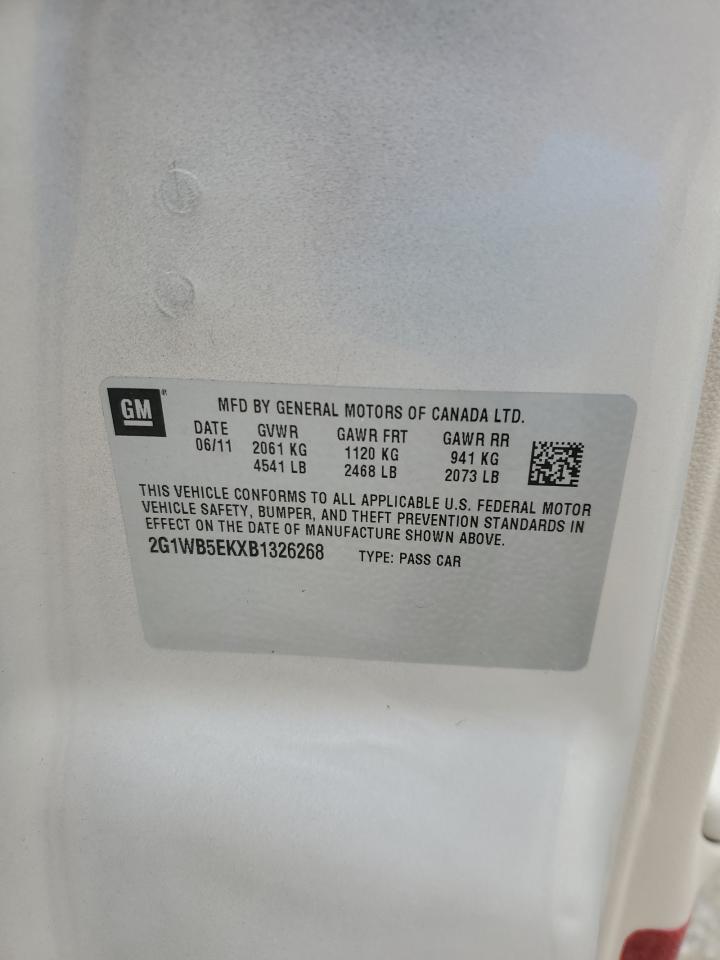 GM
MFD BY GENERAL MOTORS OF CANADA LTD.
DATE GVWR GAWR FRT GAWR RR
06/11 2061 KG 1120 KG 941 KG
4541 LB 2468 LB 2073 LB
THIS VEHICLE CONFORMS TO ALL APPLICABLE U.S. FEDERAL MOTOR
VEHICLE SAFETY, BUMPER, AND THEFT PREVENTION STANDARDS IN
EFFECT ON THE DATE OF MANUFACTURE SHOWN ABOVE.
2G1WB5EKXB1326268 TYPE: PASS CAR